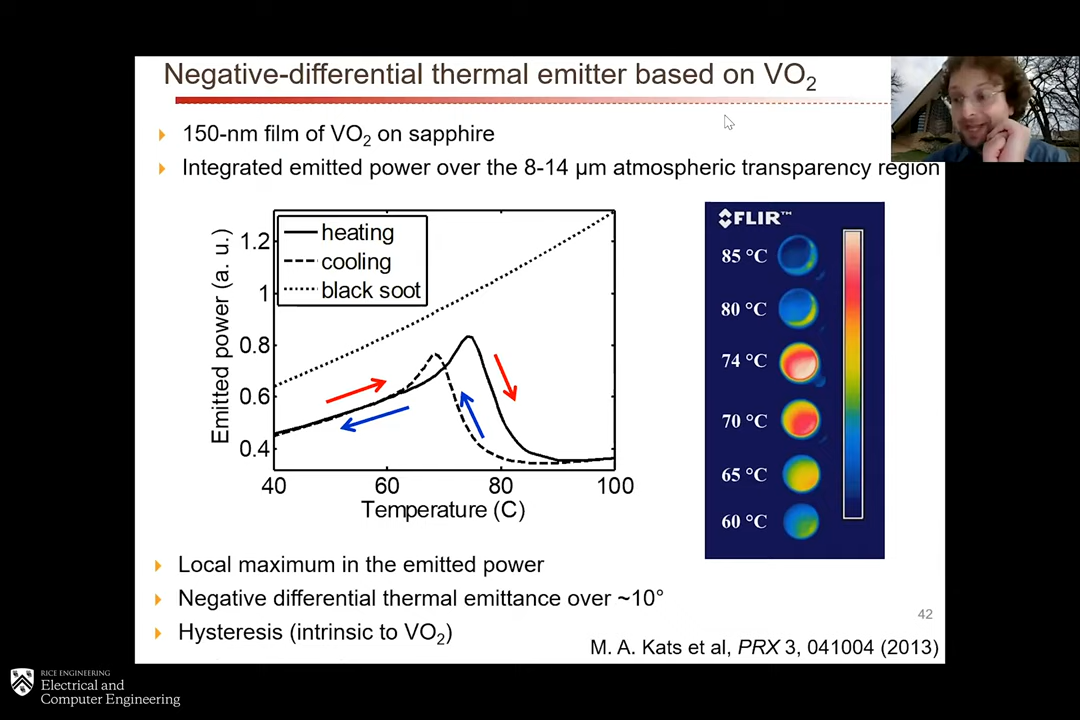 Negative-differential thermal emitter based on VO₂
150-nm film of VO₂ on sapphire
Integrated emitted power over the 8-14 μm atmospheric transparency region
Emitted power (a. u.)
1.2
1
0.8
0.6
0.4
heating
cooling
black soot
40
60
80
100
Temperature (C)
FLIR™
85 °C
80 °C
74 °C
70 °C
65 °C
60 °C
Local maximum in the emitted power
Negative differential thermal emittance over ~10°
Hysteresis (intrinsic to VO₂)
42
M. A. Kats et al, PRX 3, 041004 (2013)
RICE ENGINEERING
Electrical and
Computer Engineering